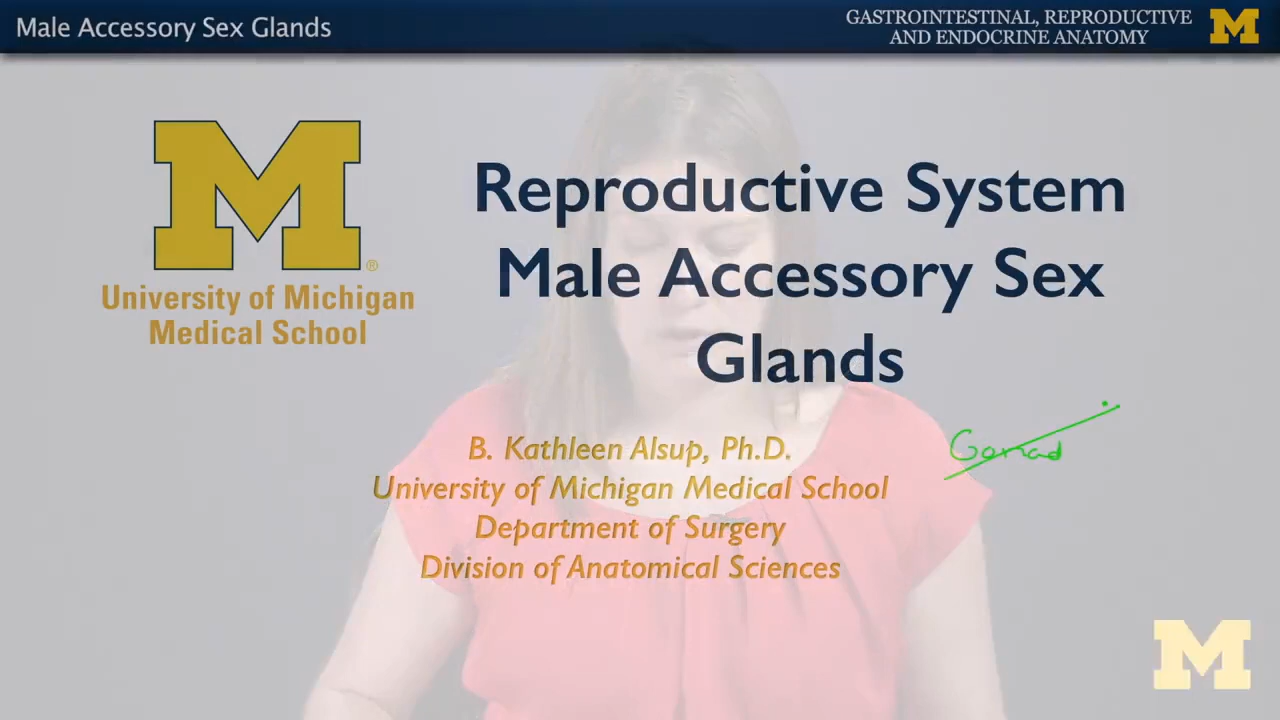 Male Accessory Sex Glands
GASTROINTESTINAL, REPRODUCTIVE
AND ENDOCRINE ANATOMY
M
M
®
University of Michigan
Medical School
Reproductive System
Male Accessory Sex
Glands
B. Kathleen Alsup, Ph.D.
University of Michigan Medical School
Department of Surgery
Division of Anatomical Sciences
Gonad
M